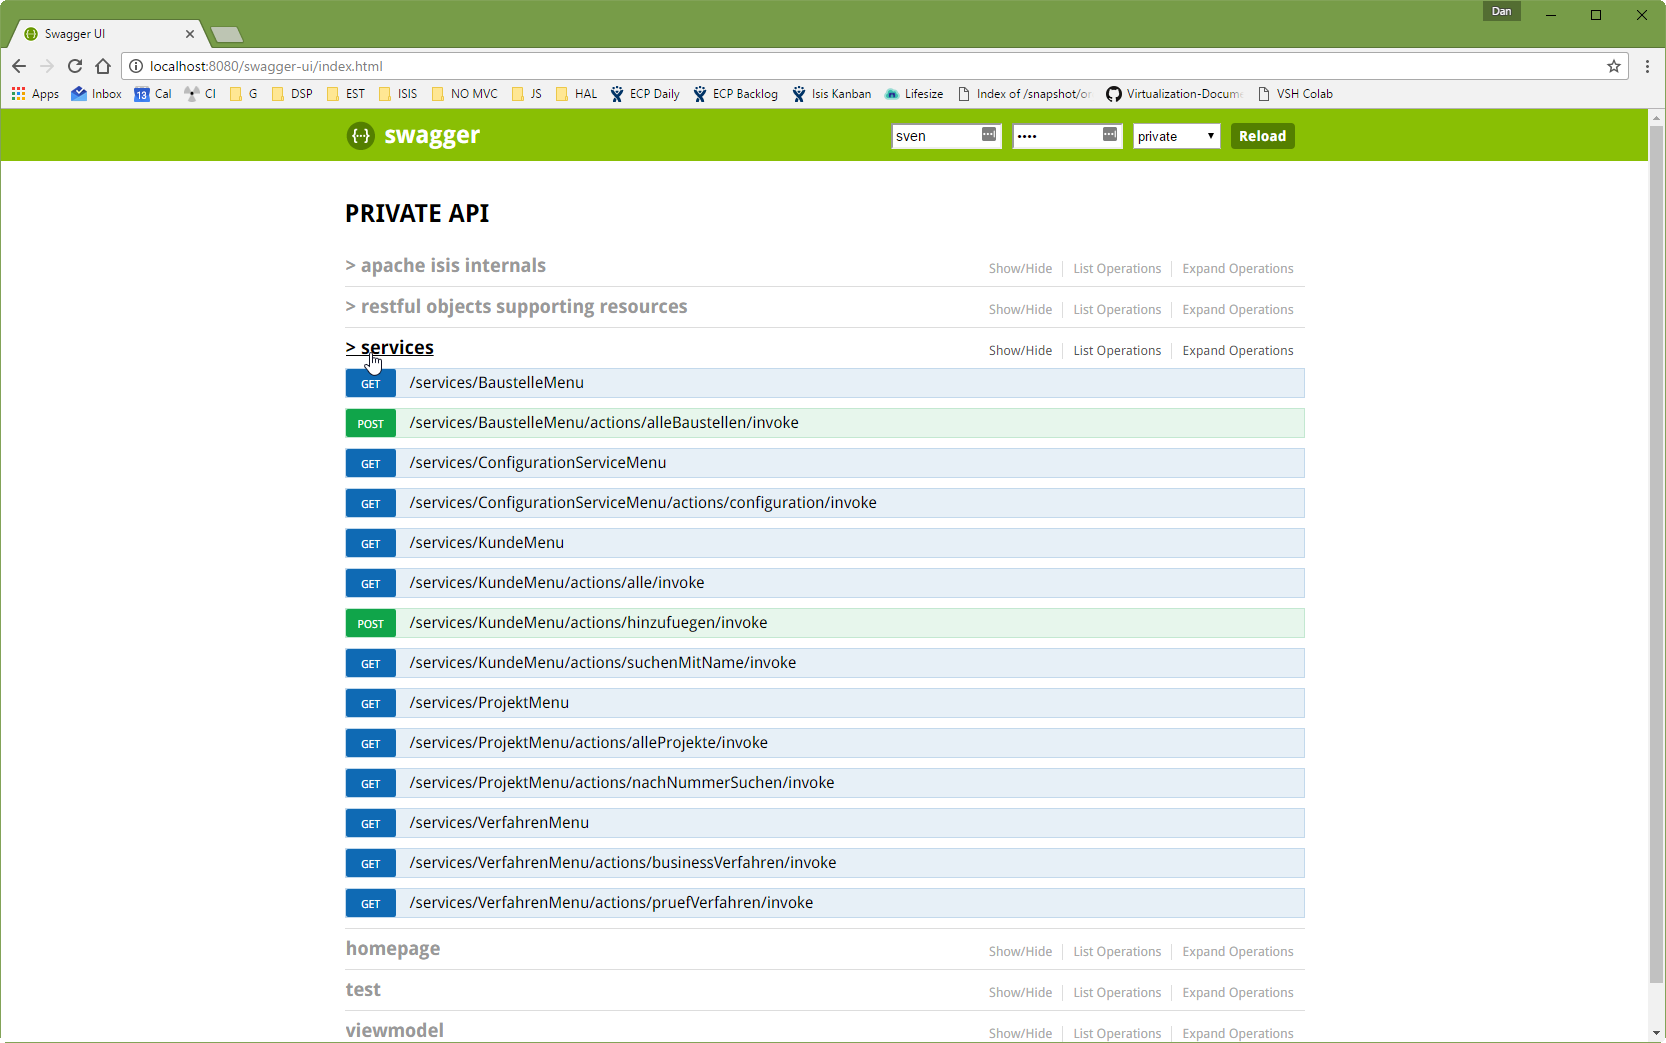 Dan
Swagger UI
localhost:8080/swagger-ui/index.html
Apps Inbox 13 Cal CI G DSP EST ISIS NO MVC JS HAL ECP Daily ECP Backlog Isis Kanban Lifesize Index of /snapshot/or Virtualization-Docum VSH Colab
{···} swagger sven •••• private Reload
PRIVATE API
> apache isis internals Show/Hide List Operations Expand Operations
> restful objects supporting resources Show/Hide List Operations Expand Operations
> services Show/Hide List Operations Expand Operations
GET /services/BaustelleMenu
POST /services/BaustelleMenu/actions/alleBaustellen/invoke
GET /services/ConfigurationServiceMenu
GET /services/ConfigurationServiceMenu/actions/configuration/invoke
GET /services/KundeMenu
GET /services/KundeMenu/actions/alle/invoke
POST /services/KundeMenu/actions/hinzufuegen/invoke
GET /services/KundeMenu/actions/suchenMitName/invoke
GET /services/ProjektMenu
GET /services/ProjektMenu/actions/alleProjekte/invoke
GET /services/ProjektMenu/actions/nachNummerSuchen/invoke
GET /services/VerfahrenMenu
GET /services/VerfahrenMenu/actions/businessVerfahren/invoke
GET /services/VerfahrenMenu/actions/pruefVerfahren/invoke
homepage Show/Hide List Operations Expand Operations
test Show/Hide List Operations Expand Operations
viewmodel Show/Hide List Operations Expand Operations